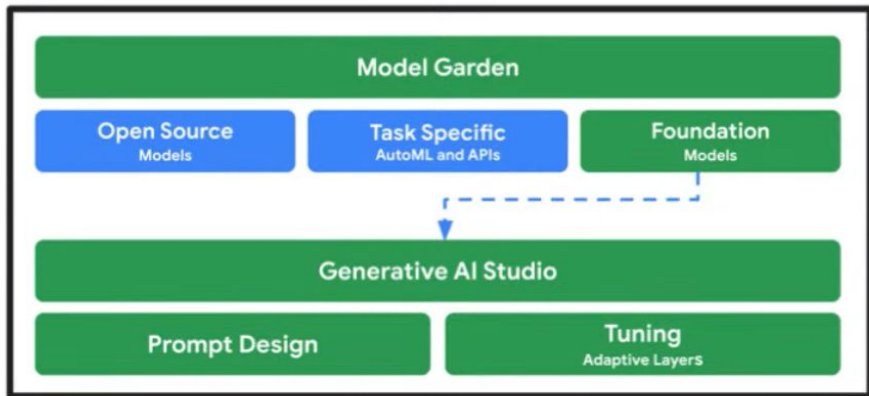 Model Garden
Open Source
Models
Task Specific
AutoML and APIs
Foundation
Models
Generative AI Studio
Prompt Design
Tuning
Adaptive Layers